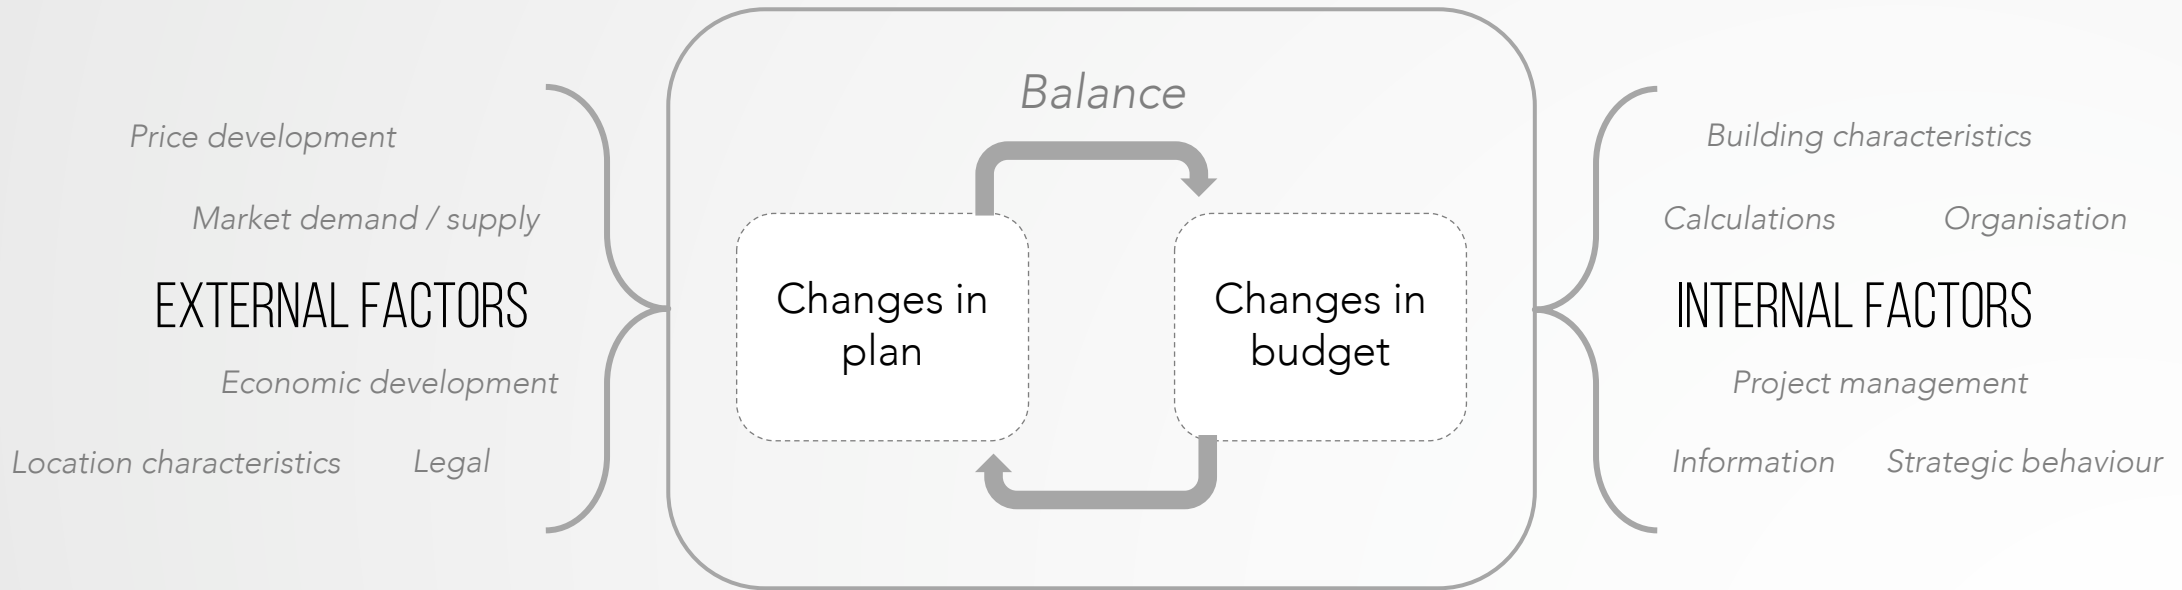 Balance
Price development
Market demand / supply
EXTERNAL FACTORS
Economic development
Location characteristics
Legal
Changes in
plan
Changes in
budget
Building characteristics
Calculations
Organisation
INTERNAL FACTORS
Project management
Information
Strategic behaviour